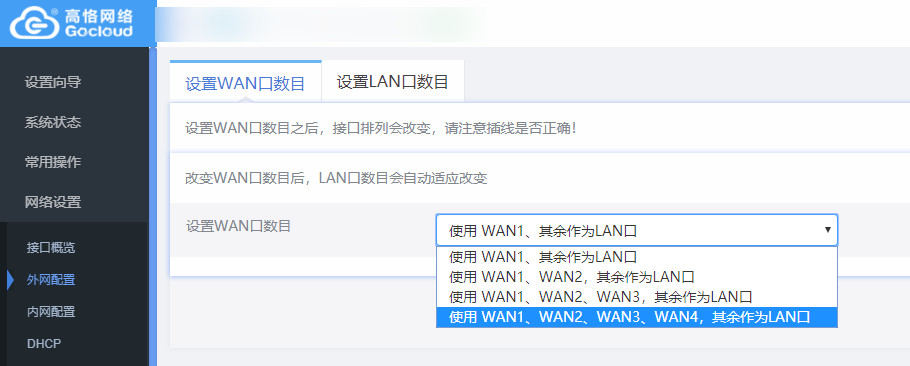 高恪网络
Gocloud
设置向导
系统状态
常用操作
网络设置
接口概览
外网配置
内网配置
DHCP
设置WAN口数目
设置LAN口数目
设置WAN口数目之后，接口排列会改变，请注意插线是否正确！
改变WAN口数目后，LAN口数目会自动适应改变
设置WAN口数目
使用 WAN1、其余作为LAN口
使用 WAN1、其余作为LAN口
使用 WAN1、WAN2，其余作为LAN口
使用 WAN1、WAN2、WAN3，其余作为LAN口
使用 WAN1、WAN2、WAN3、WAN4，其余作为LAN口